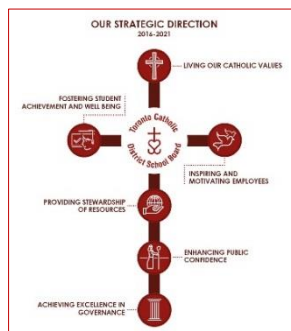 OUR STRATEGIC DIRECTION
2016-2021
LIVING OUR CATHOLIC VALUES
FOSTERING STUDENT
ACHIEVEMENT AND WELL BEING
Toronto Catholic
District School Board
INSPIRING AND
MOTIVATING EMPLOYEES
PROVIDING STEWARDSHIP
OF RESOURCES
ENHANCING PUBLIC
CONFIDENCE
ACHIEVING EXCELLENCE IN
GOVERNANCE